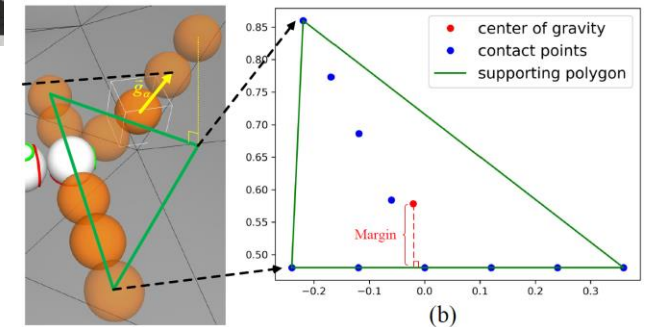 g̅α
0.85
0.80
0.75
0.70
0.65
0.60
0.55
0.50
center of gravity
contact points
supporting polygon
Margin
−0.2 −0.1 0.0 0.1 0.2 0.3
(b)